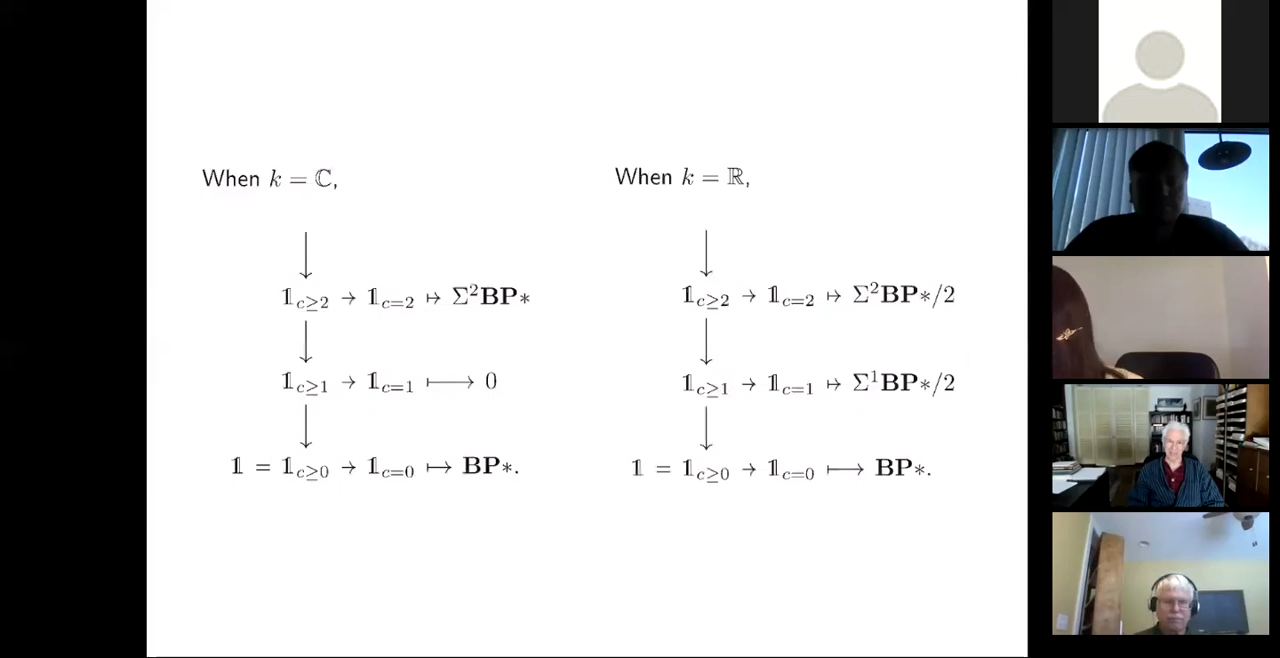 When k = ℂ,
𝟙_{c≥2} → 𝟙_{c=2} ↦ Σ²BP*
𝟙_{c≥1} → 𝟙_{c=1} ⟼ 0
𝟙 = 𝟙_{c≥0} → 𝟙_{c=0} ↦ BP*.
When k = ℝ,
𝟙_{c≥2} → 𝟙_{c=2} ↦ Σ²BP*/2
𝟙_{c≥1} → 𝟙_{c=1} ↦ Σ¹BP*/2
𝟙 = 𝟙_{c≥0} → 𝟙_{c=0} ⟼ BP*.